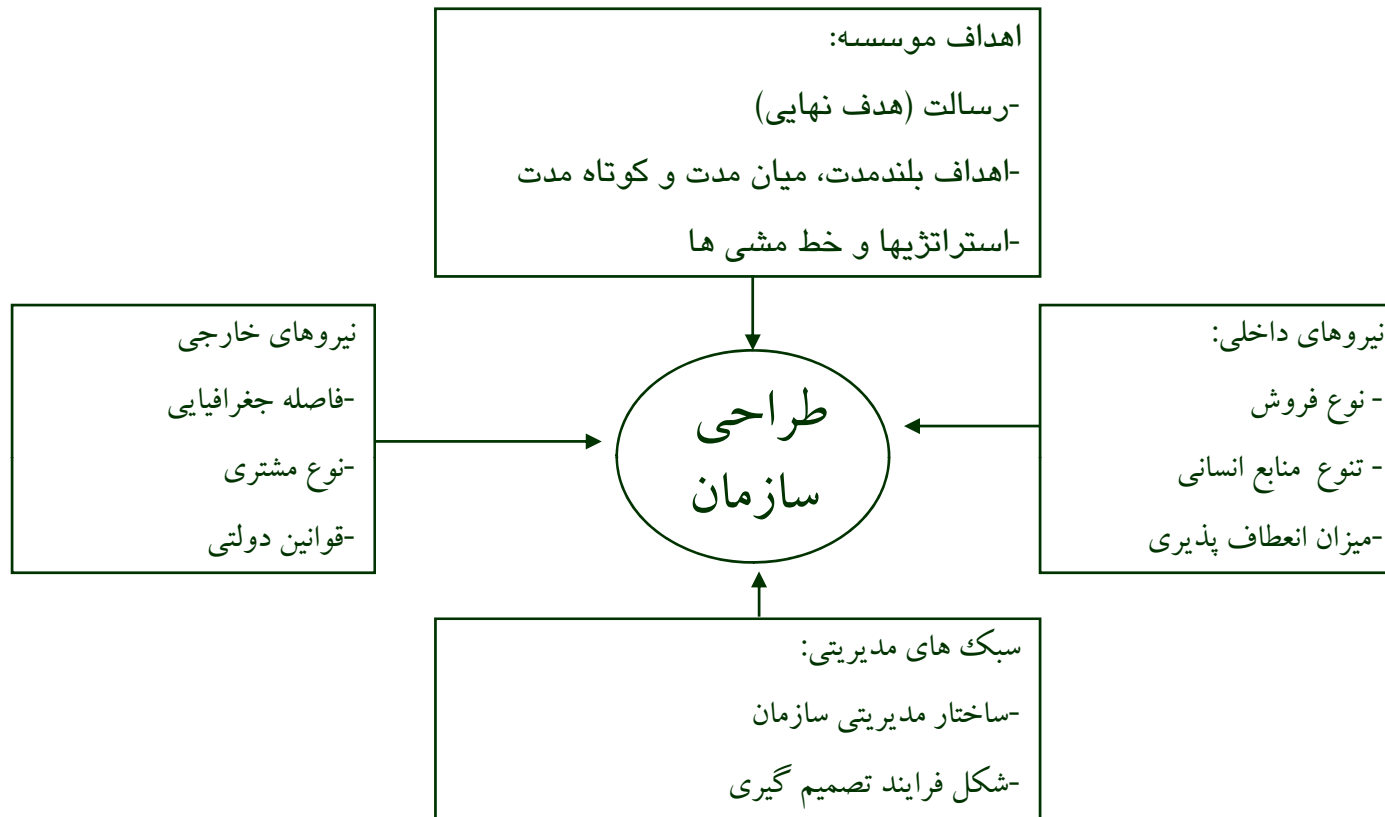 اهداف موسسه:
-رسالت (هدف نهایی)
-اهداف بلندمدت، میان مدت و کوتاه مدت
-استراتژیها و خط مشی ها
نیروهای داخلی:
- نوع فروش
- تنوع منابع انسانی
-میزان انعطاف پذیری
طراحی
سازمان
نیروهای خارجی
-فاصله جغرافیایی
-نوع مشتری
-قوانین دولتی
سبک های مدیریتی:
-ساختار مدیریتی سازمان
-شکل فرایند تصمیم گیری